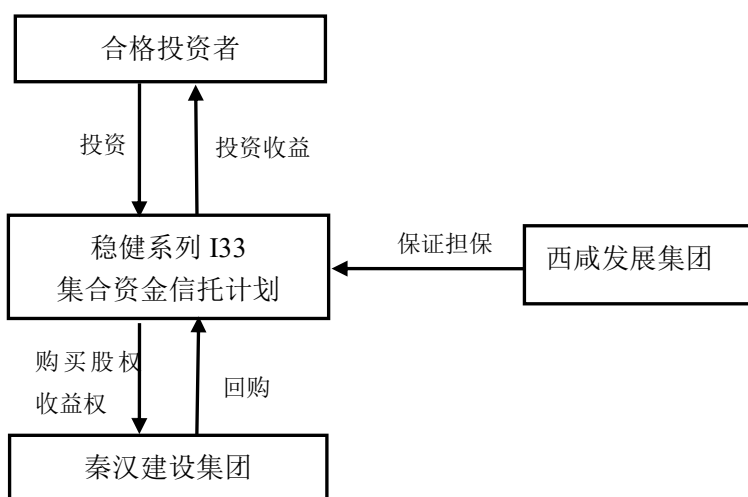 合格投资者
投资
投资收益
稳健系列 I33
集合资金信托计划
保证担保
西咸发展集团
购买股权
收益权
回购
秦汉建设集团